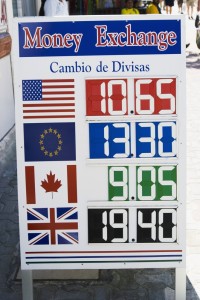 Money Exchange
Cambio de Divisas
10.65
13.30
9.05
19.40